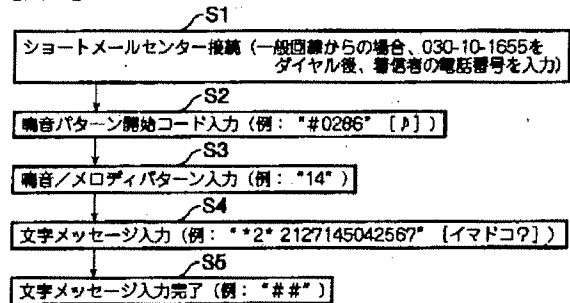 S1
ショートメールセンター接続（一般回線からの場合、030-10-1655を
ダイヤル後、着信者の電話番号を入力）
S2
鳴音パターン開始コード入力（例："#0286" [♪]）
S3
鳴音／メロディパターン入力（例："14"）
S4
文字メッセージ入力（例："*2* 2127145042567" [イマドコ?]）
S5
文字メッセージ入力完了（例："##"）